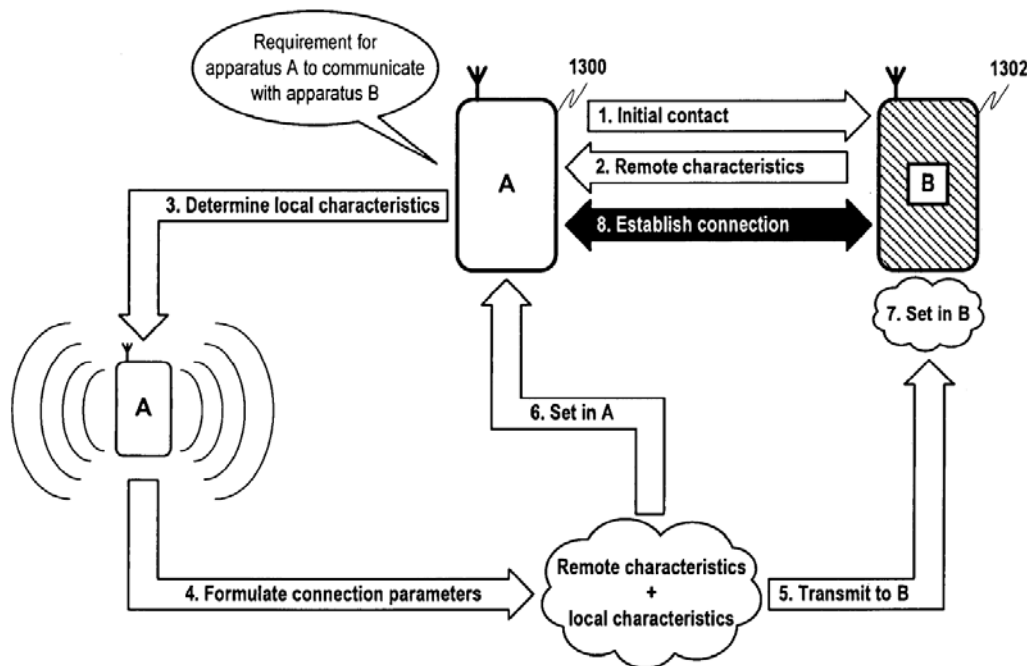 Requirement for
apparatus A to communicate
with apparatus B
1300
1302
1. Initial contact
2. Remote characteristics
A
B
3. Determine local characteristics
8. Establish connection
7. Set in B
A
6. Set in A
Remote characteristics
+
local characteristics
4. Formulate connection parameters
5. Transmit to B